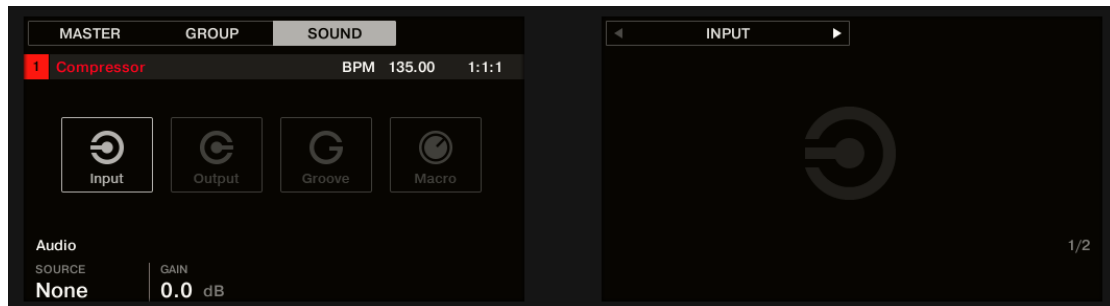 MASTER GROUP SOUND
1 Compressor BPM 135.00 1:1:1
Input Output Groove Macro
Audio
SOURCE GAIN
None 0.0 dB
INPUT
1/2